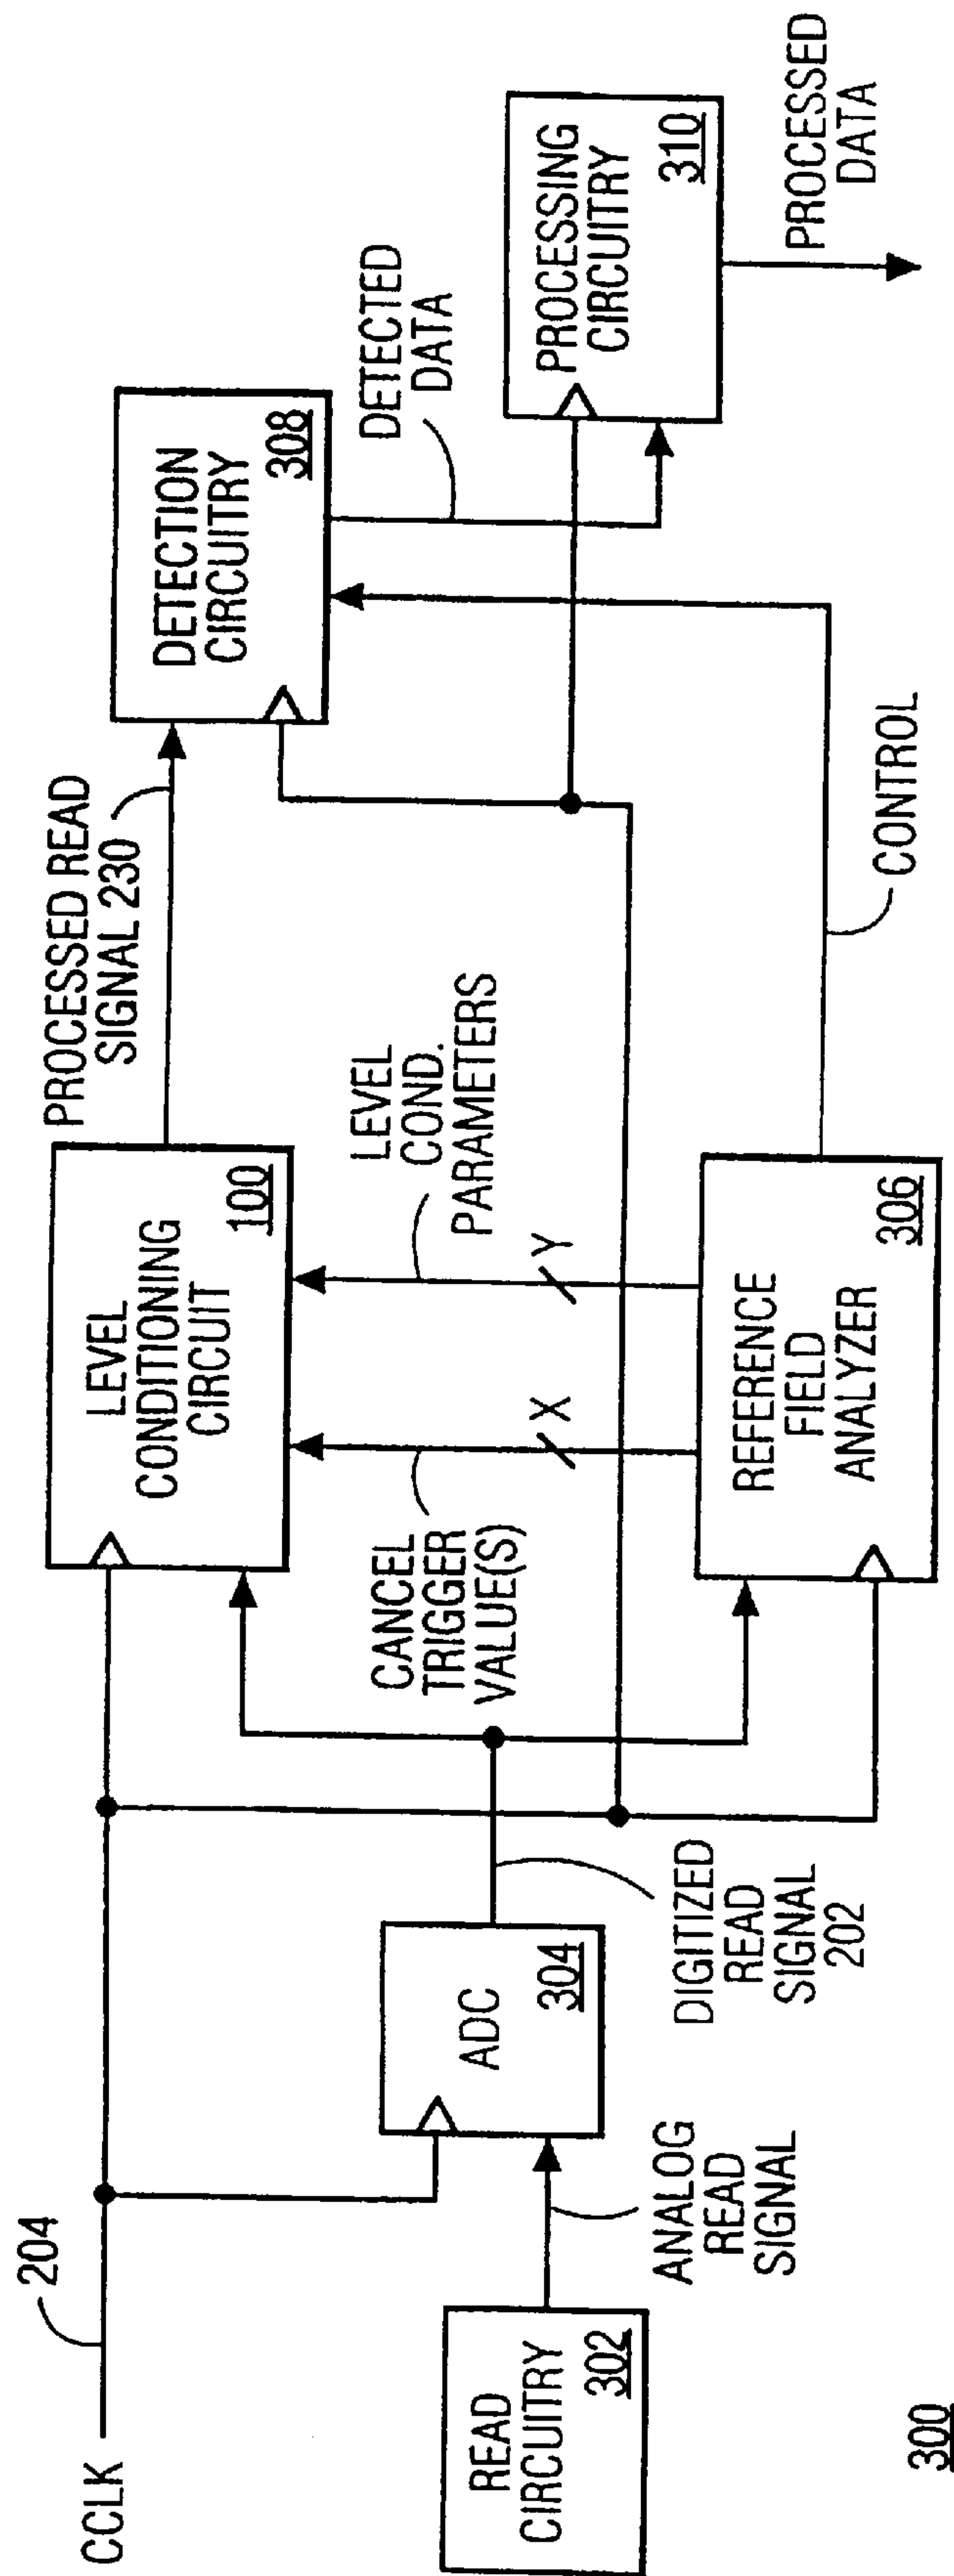 CCLK
204
READ
CIRCUITRY
302
ANALOG
READ
SIGNAL
ADC
304
DIGITIZED
READ
SIGNAL
202
LEVEL
CONDITIONING
CIRCUIT
100
CANCEL
TRIGGER
VALUE(S)
X
LEVEL
COND.
PARAMETERS
Y
REFERENCE
FIELD
ANALYZER
306
PROCESSED READ
SIGNAL 230
CONTROL
DETECTION
CIRCUITRY
308
DETECTED
DATA
PROCESSING
CIRCUITRY
310
PROCESSED
DATA
300